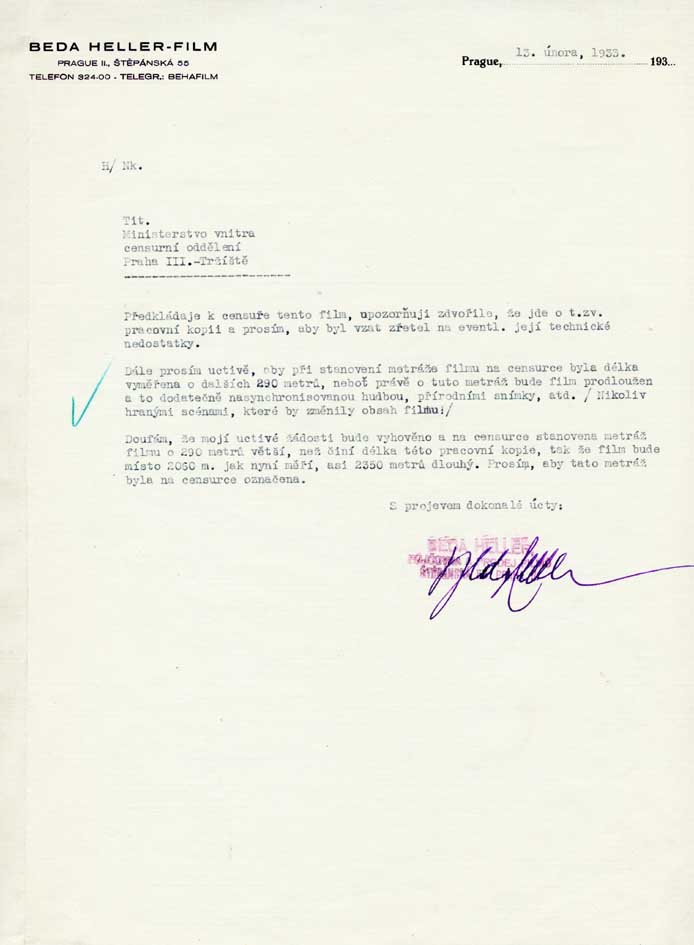 BEDA HELLER-FILM
PRAGUE II., ŠTĚPÁNSKÁ 55
TELEFON 324-00 - TELEGR.: BEHAFILM
Prague, 13. února, 1933. 193...
H/ Nk.
Tit.
Ministerstvo vnitra
censurní oddělení
Praha III.-Tržiště
Předkládaje k censuře tento film, upozorňuji zdvořile, že jde o t.zv.
pracovní kopii a prosím, aby byl vzat zřetel na eventl. její technické
nedostatky.
Dále prosím uctivě, aby při stanovení metráže filmu na censurce byla délka
vyměřena o dalších 290 metrů, neboť právě o tuto metráž bude film prodloužen
a to dodatečně nasynchronisovanou hudbou, přírodními snímky, atd. / Nikoliv
hranými scénami, které by změnily obsah filmu!/
Doufám, že mojí uctivé žádosti bude vyhověno a na censurce stanovena metráž
filmu o 290 metrů větší, než činí délka této pracovní kopie, tak že film bude
místo 2060 m. jak nyní měří, asi 2350 metrů dlouhý. Prosím, aby tato metráž
byla na censurce označena.
S projevem dokonalé úcty:
BEDA HELLER